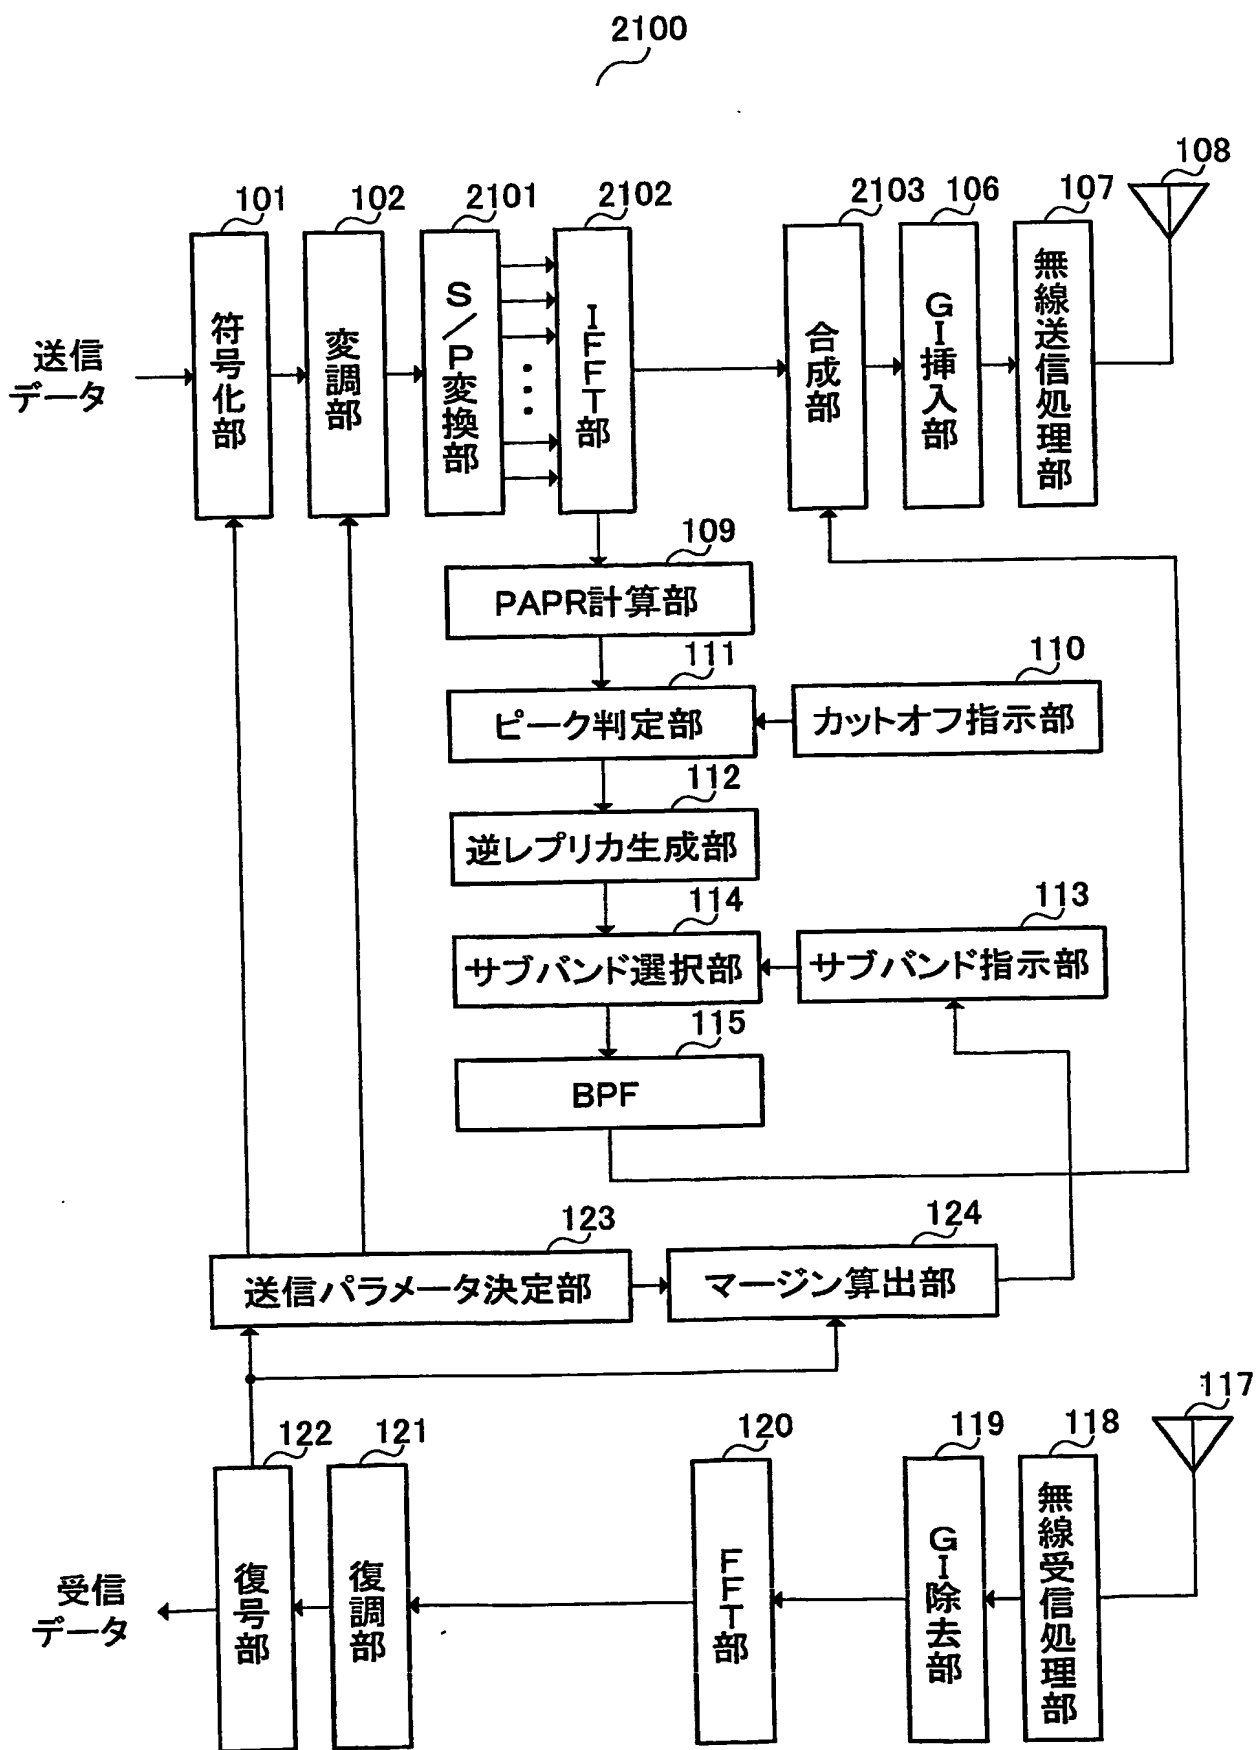 2100
101
102
2101
2102
2103
106
107
108
送信
データ
符号化部
変調部
S/P変換部
IFFT部
合成部
GI挿入部
無線送信処理部
109
PAPR計算部
111
110
ピーク判定部
カットオフ指示部
112
逆レプリカ生成部
114
113
サブバンド選択部
サブバンド指示部
115
BPF
123
124
送信パラメータ決定部
マージン算出部
122
121
120
119
118
117
受信
データ
復号部
復調部
FFT部
GI除去部
無線受信処理部